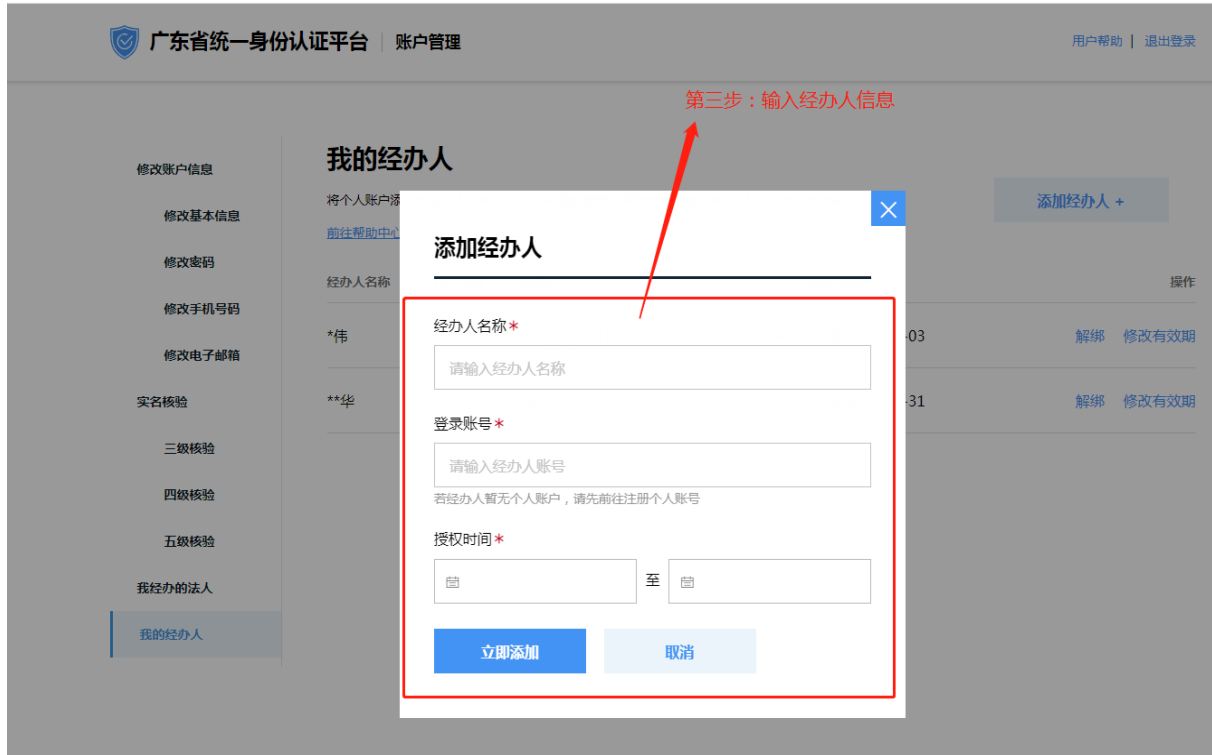 广东省统一身份认证平台 账户管理
用户帮助 退出登录
第三步：输入经办人信息
修改账户信息
修改基本信息
修改密码
修改手机号码
修改电子邮箱
实名核验
三级核验
四级核验
五级核验
我经办的法人
我的经办人
我的经办人
将个人账户添
前往帮助中心
添加经办人 +
经办人名称
操作
*伟
-03
解绑 修改有效期
**华
-31
解绑 修改有效期
添加经办人
经办人名称*
请输入经办人名称
登录账号*
请输入经办人账号
若经办人暂无个人账户，请先前往注册个人账号
授权时间*
至
立即添加
取消